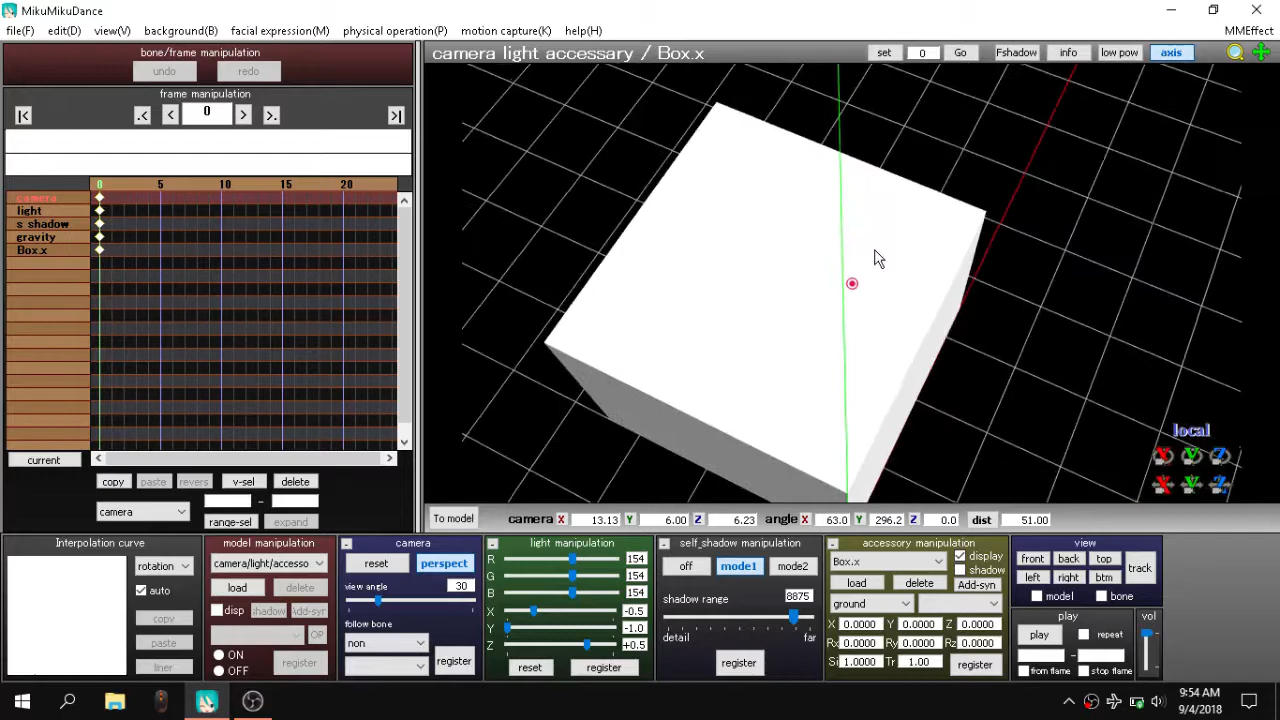 MikuMikuDance
file(F) edit(D) view(V) background(B) facial expression(M) physical operation(P) motion capture(K) help(H) MMEffect
bone/frame manipulation
undo redo
frame manipulation
|< .< < 0 > >. >|
0 5 10 15 20
camera
light
s shadow
gravity
Box.x
current
copy paste revers v-sel delete
camera - range-sel expand
camera light accessary / Box.x set 0 Go Fshadow info low pow axis
local
X Y Z
X Y Z
To model camera X 13.13 Y 6.00 Z 6.23 angle X 63.0 Y 296.2 Z 0.0 dist 51.00
Interpolation curve
rotation
auto
copy
paste
liner
model manipulation
camera/light/accesso
load delete
disp shadow Add-syn
OP
ON
OFF
register
- camera
reset perspect
view angle 30
follow bone
non
register
- light manipulation
R 154
G 154
B 154
X -0.5
Y -1.0
Z +0.5
reset register
- self_shadow manipulation
off mode1 mode2
shadow range 8875
detail far
register
- accessory manipulation
Box.x display
shadow
load delete Add-syn
ground
X 0.0000 Y 0.0000 Z 0.0000
Rx 0.0000 Ry 0.0000 Rz 0.0000
Si 1.0000 Tr 1.00 register
view
front back top
left right btm
track
model bone
play
play repeat
-
from flame stop flame
vol
9:54 AM
9/4/2018